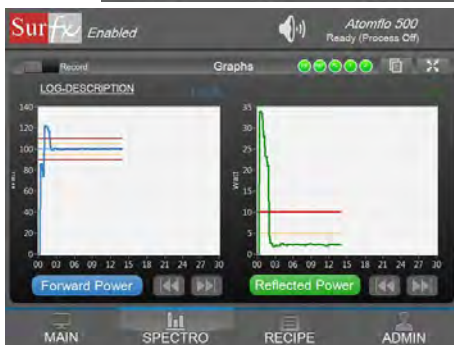 Surfx Enabled
Atomflo 500
Ready (Process Off)
Record
Graphs
LOG-DESCRIPTION
140
120
100
80
60
40
20
0
00 03 06 09 12 15 18 21 24 27 30
Watt
35
30
25
20
15
10
5
0
00 03 06 09 12 15 18 21 24 27 30
Forward Power
Reflected Power
MAIN
SPECTRO
RECIPE
ADMIN